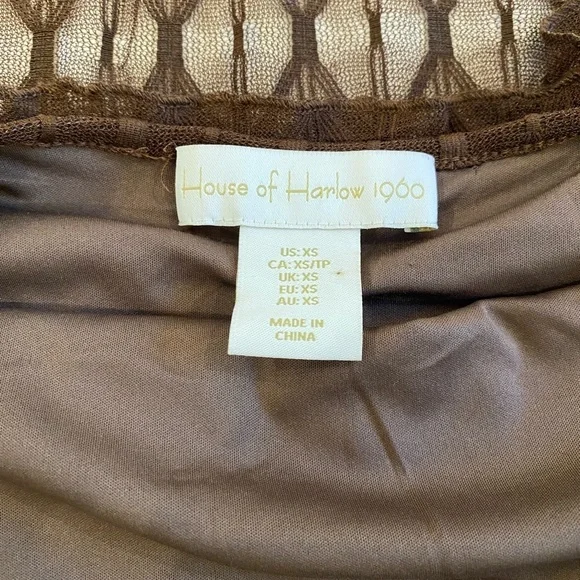 House of Harlow 1960
US: XS
CA: XS/TP
UK: XS
EU: XS
AU: XS
MADE IN
CHINA